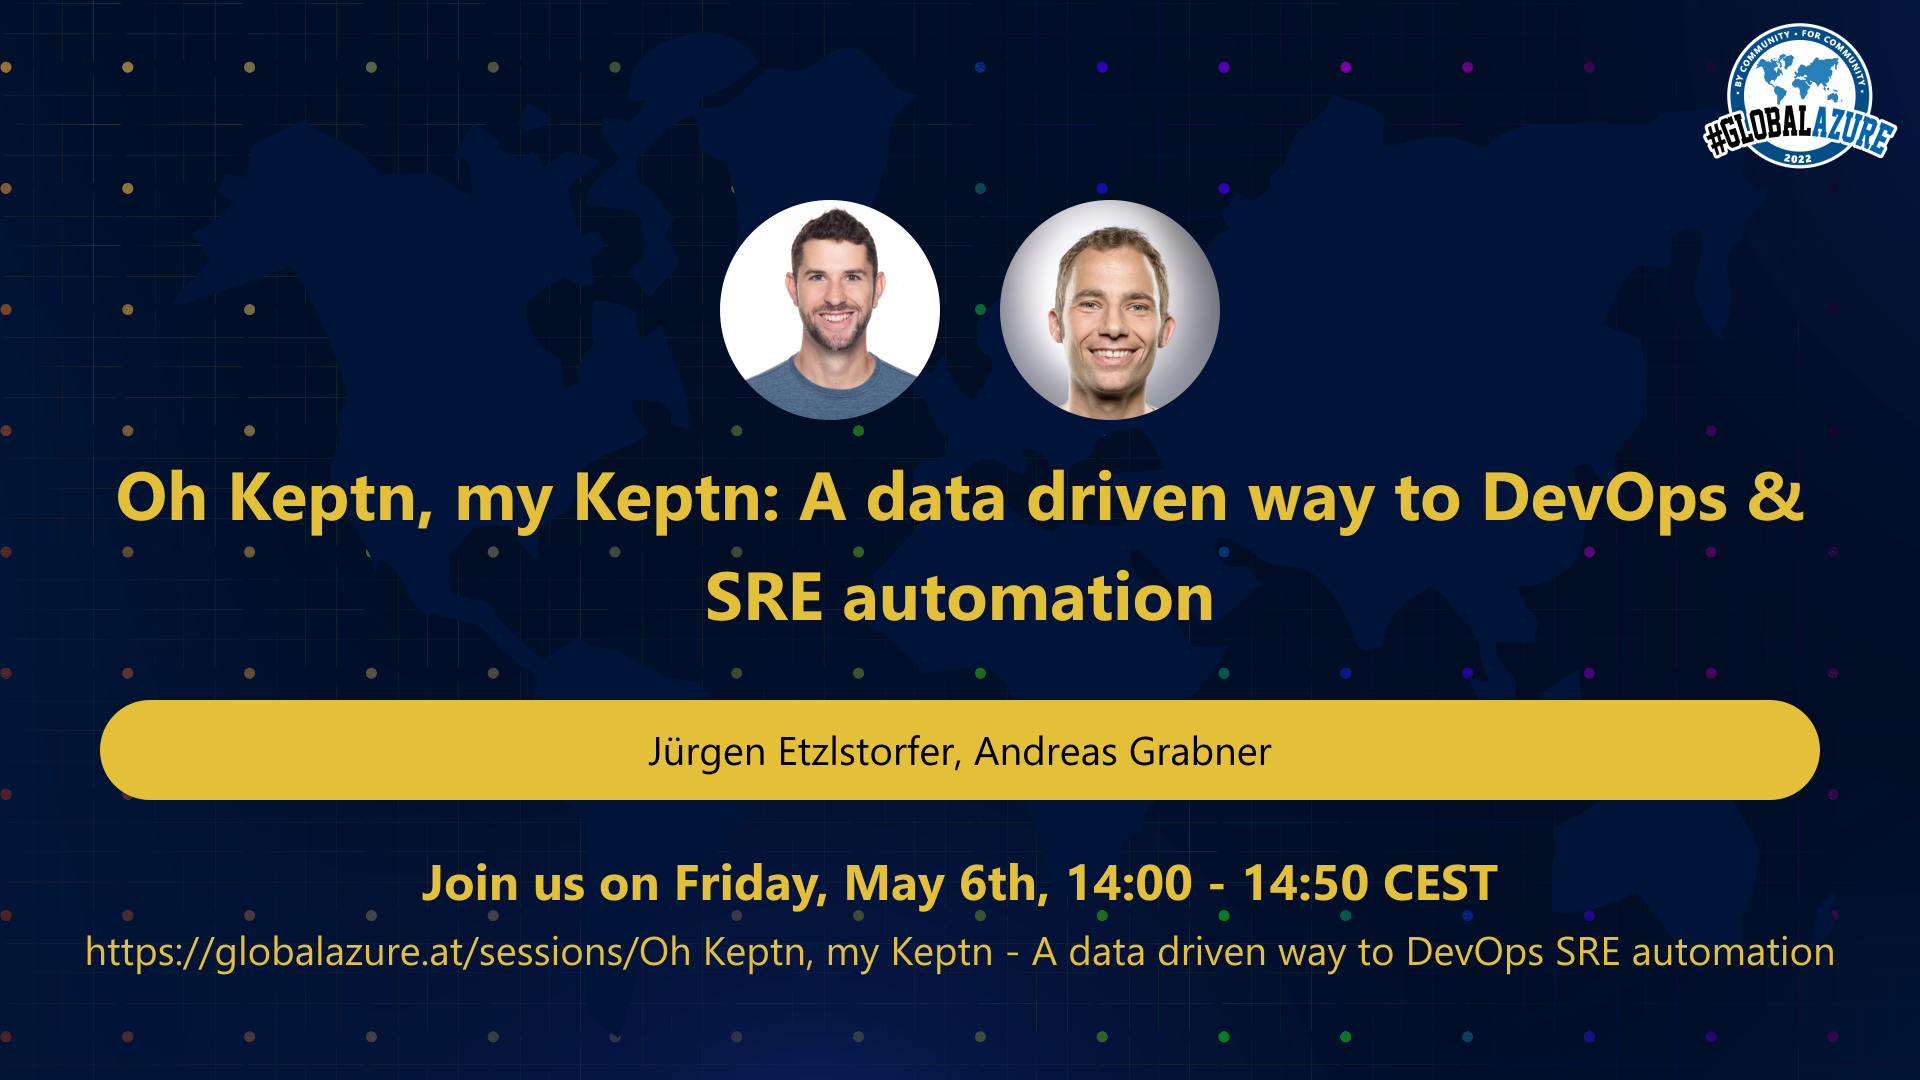 • BY COMMUNITY • FOR COMMUNITY •
#GLOBALAZURE
2022
Oh Keptn, my Keptn: A data driven way to DevOps &
SRE automation
Jürgen Etzlstorfer, Andreas Grabner
Join us on Friday, May 6th, 14:00 - 14:50 CEST
https://globalazure.at/sessions/Oh Keptn, my Keptn - A data driven way to DevOps SRE automation